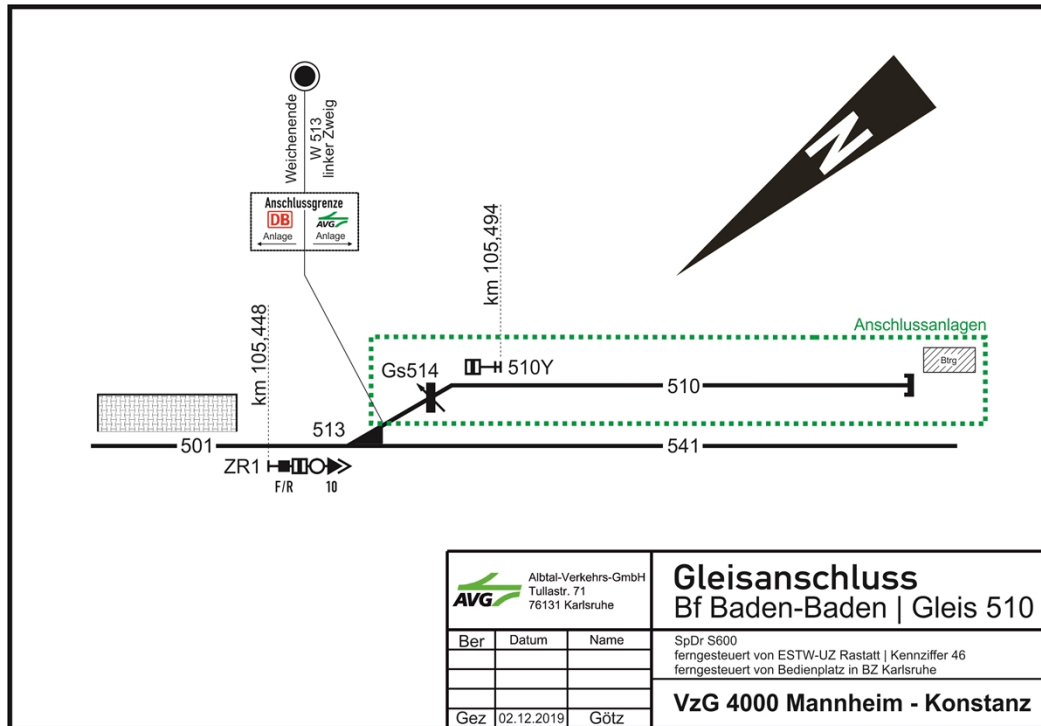 Weichenende
W 513
linker Zweig
Anschlussgrenze
DB AVG
Anlage Anlage
km 105,448
km 105,494
N
Anschlussanlagen
Btrg
Gs514
510Y
510
513
501
541
ZR1
F/R 10
AVG
Albtal-Verkehrs-GmbH
Tullastr. 71
76131 Karlsruhe
Gleisanschluss
Bf Baden-Baden | Gleis 510
Ber Datum Name
SpDr S600
ferngesteuert von ESTW-UZ Rastatt | Kennziffer 46
ferngesteuert von Bedienplatz in BZ Karlsruhe
Gez 02.12.2019 Götz
VzG 4000 Mannheim - Konstanz